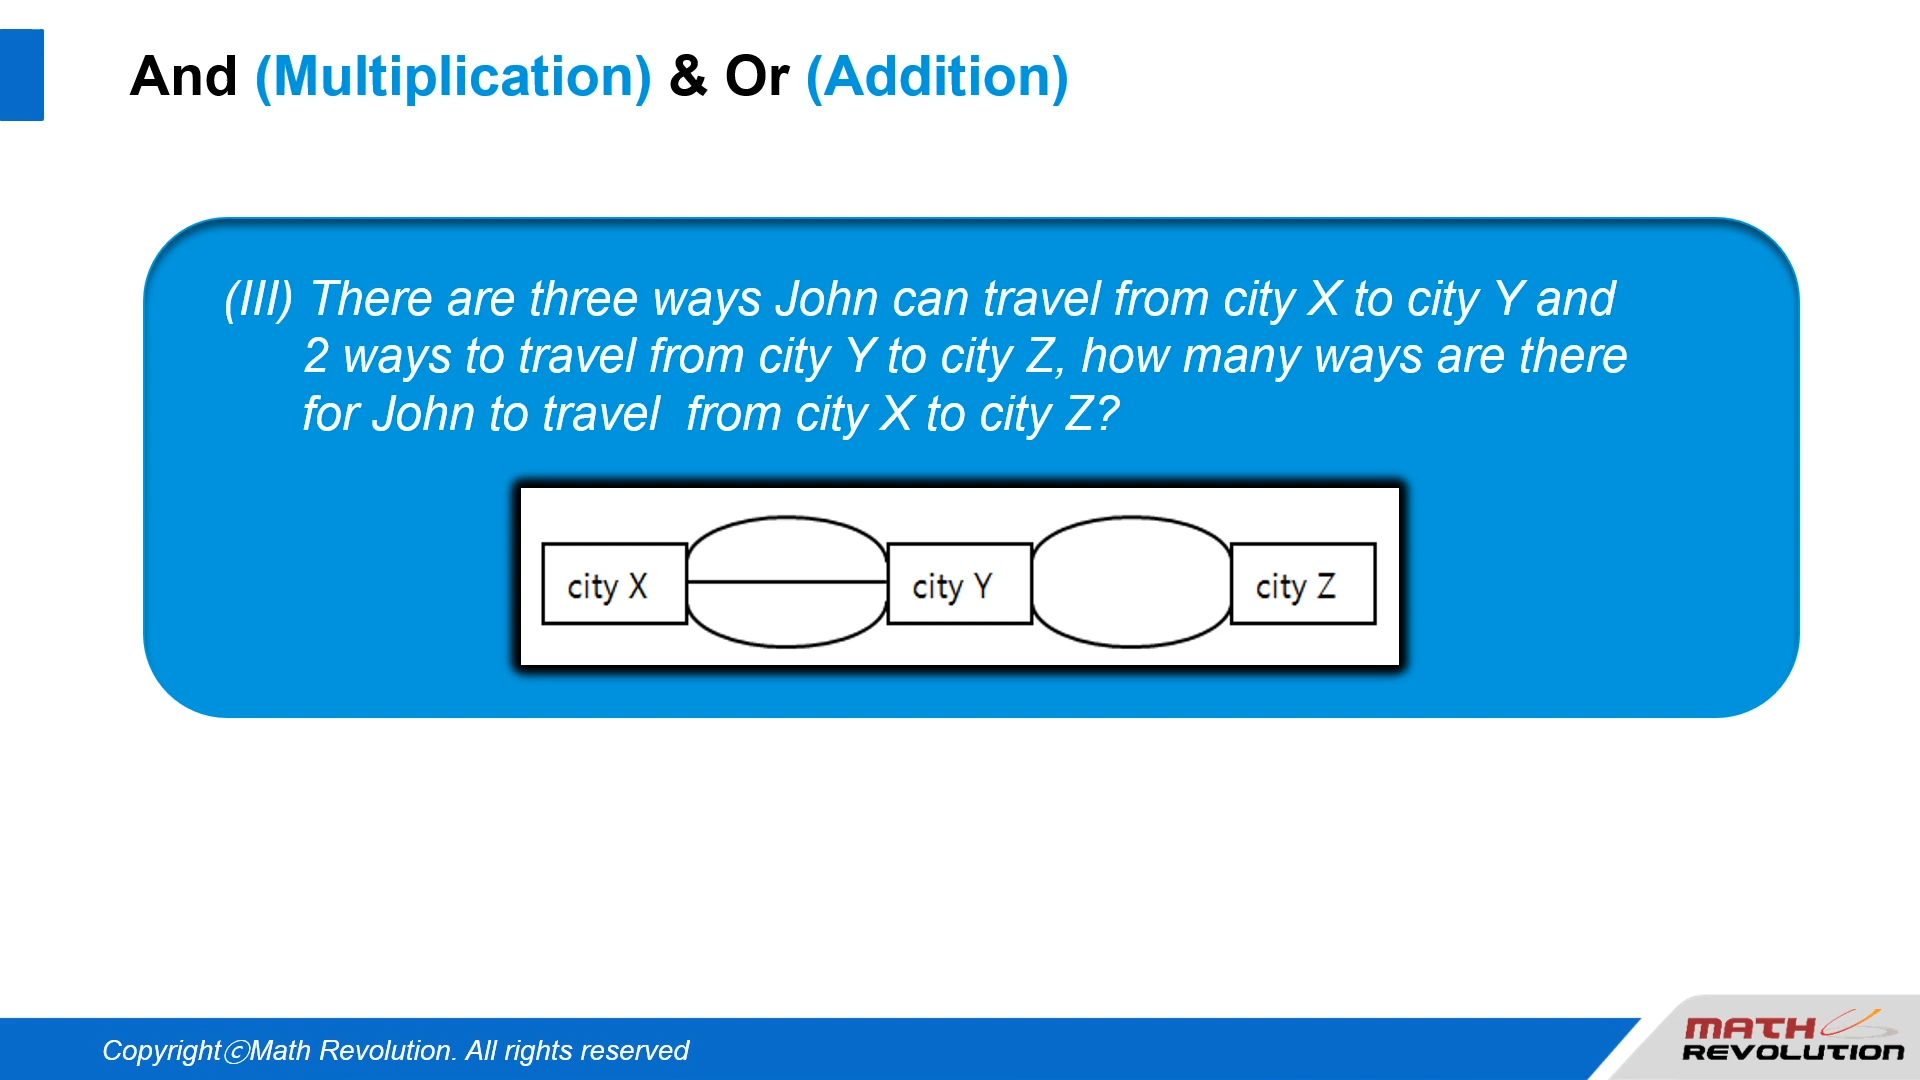 And (Multiplication) & Or (Addition)
(III) There are three ways John can travel from city X to city Y and
2 ways to travel from city Y to city Z, how many ways are there
for John to travel  from city X to city Z?
city X
city Y
city Z
CopyrightⓒMath Revolution. All rights reserved
MATH
REVOLUTION